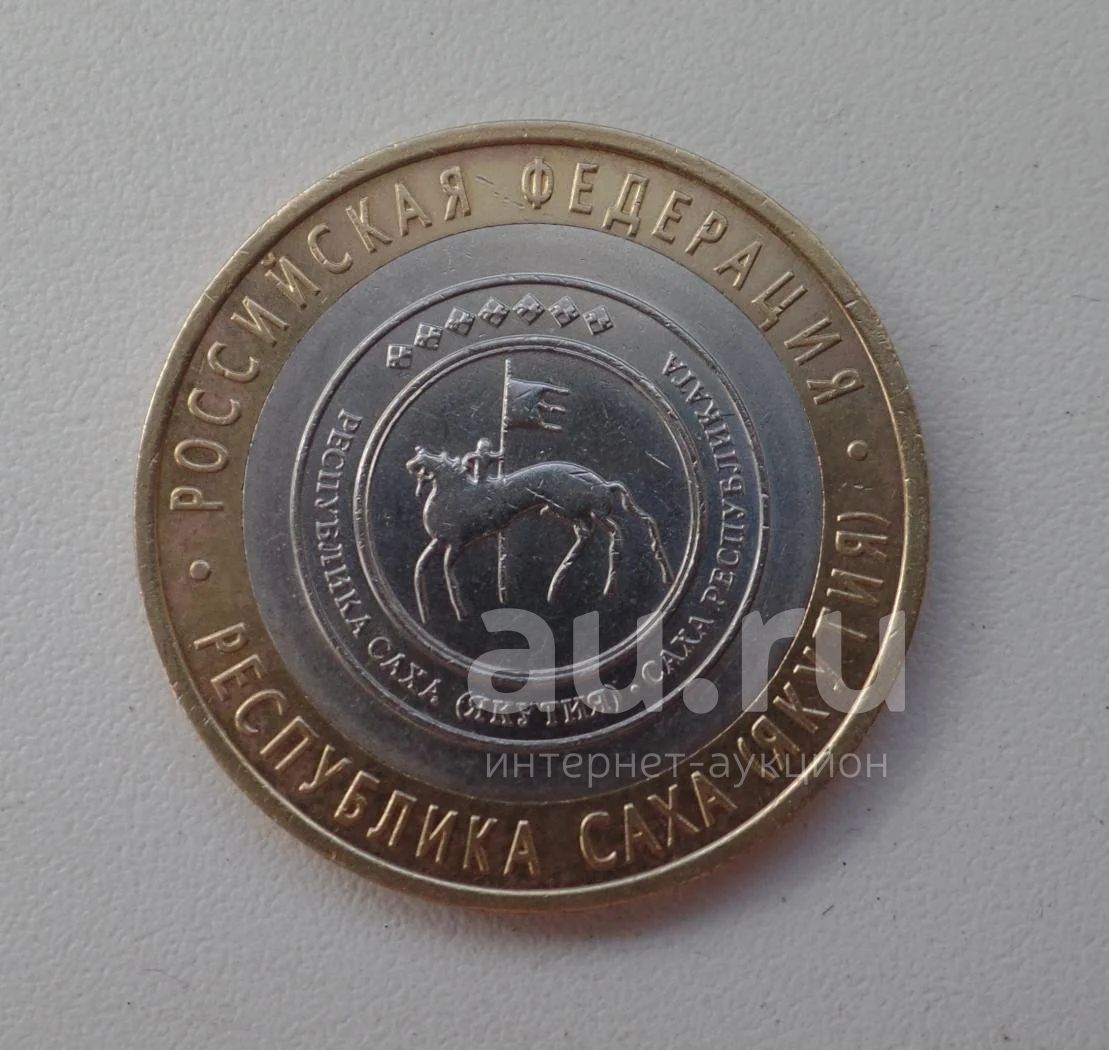 РОССИЙСКАЯ ФЕДЕРАЦИЯ
• РЕСПУБЛИКА САХА (ЯКУТИЯ) •
РЕСПУБЛИКА САХА (ЯКУТИЯ) • САХА РЕСПУБЛИКАТА
au.ru
интернет-аукцион